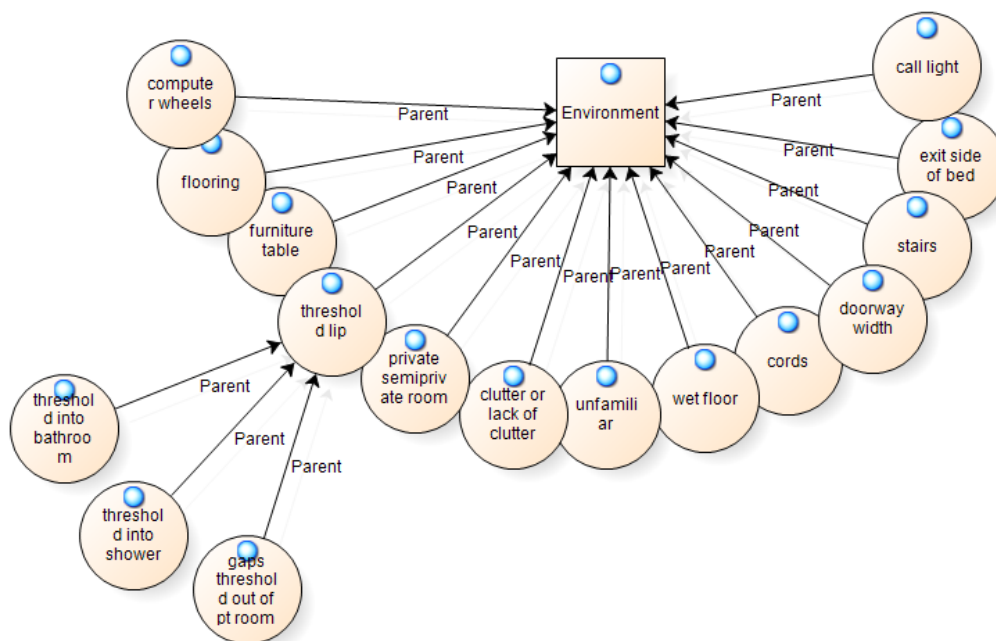 compute
r wheels
Parent
flooring
Parent
furniture
table
Parent
threshol
d lip
Parent
private
semipriv
ate room
Parent
clutter or
lack of
clutter
Parent
unfamili
ar
Parent
wet floor
Parent
cords
Parent
doorway
width
Parent
stairs
Parent
exit side
of bed
Parent
call light
Parent
Environment
threshol
d into
bathroo
m
Parent
threshol
d into
shower
Parent
gaps
threshol
d out of
pt room
Parent